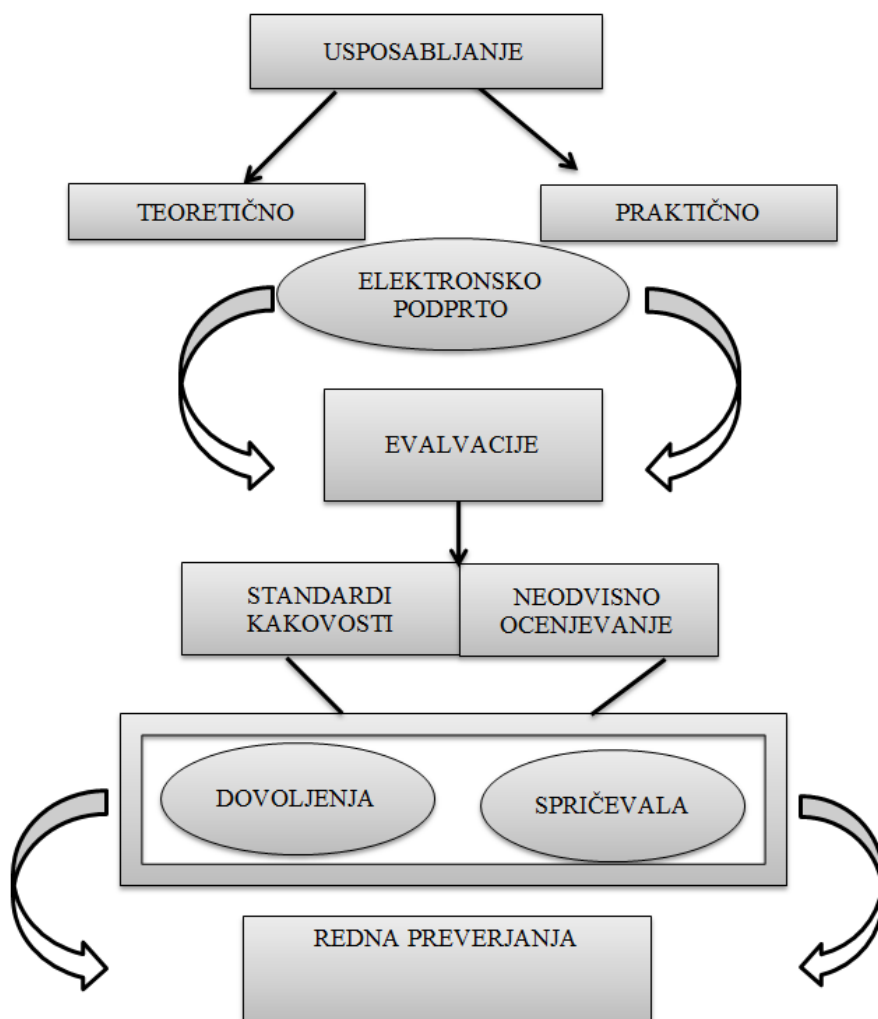 USPOSABLJANJE
TEORETIČNO
PRAKTIČNO
ELEKTRONSKO
PODPRTO
EVALVACIJE
STANDARDI
KAKOVOSTI
NEODVISNO
OCENJEVANJE
DOVOLJENJA
SPRIČEVALA
REDNA PREVERJANJA